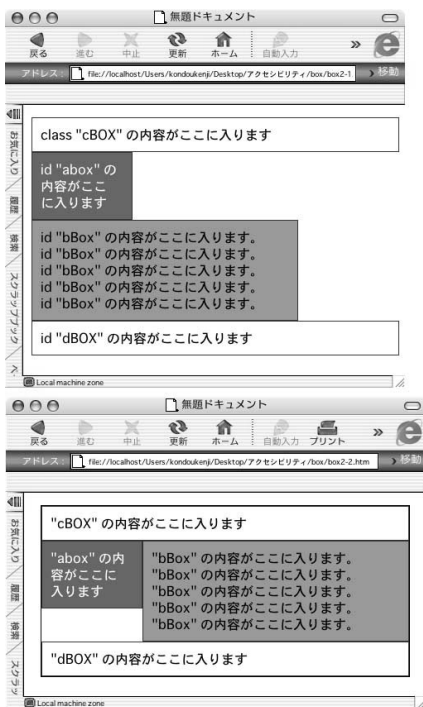 無題ドキュメント
戻る 進む 中止 更新 ホーム 自動入力 »
アドレス: file://localhost/Users/kondoukenji/Desktop/アクセシビリティ/box/box2-1 移動
お気に入り
履歴
検索
スクラップブック
class "cBOX" の内容がここに入ります
id "abox" の
内容がここ
に入ります
id "bBox" の内容がここに入ります。
id "bBox" の内容がここに入ります。
id "bBox" の内容がここに入ります。
id "bBox" の内容がここに入ります。
id "bBox" の内容がここに入ります。
id "dBOX" の内容がここに入ります
Local machine zone
無題ドキュメント
戻る 進む 中止 更新 ホーム 自動入力 プリント »
アドレス: file://localhost/Users/kondoukenji/Desktop/アクセシビリティ/box/box2-2.htm 移動
お気に入り
履歴
検索
スクラッ
"cBOX" の内容がここに入ります
"abox" の内
容がここに
入ります
"bBox" の内容がここに入ります。
"bBox" の内容がここに入ります。
"bBox" の内容がここに入ります。
"bBox" の内容がここに入ります。
"bBox" の内容がここに入ります。
"dBOX" の内容がここに入ります
Local machine zone